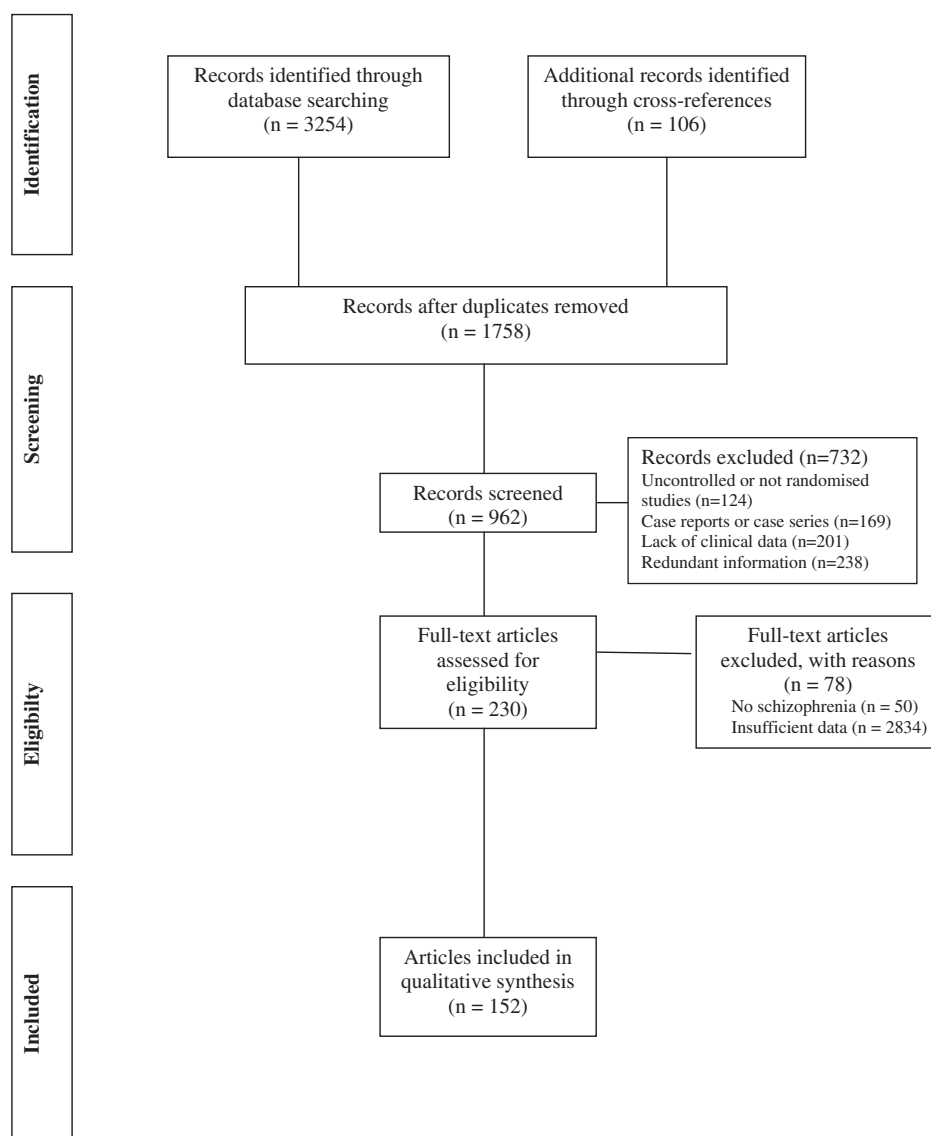 Identification
Records identified through
database searching
(n = 3254)
Additional records identified
through cross-references
(n = 106)
Screening
Records after duplicates removed
(n = 1758)
Records screened
(n = 962)
Records excluded (n=732)
Uncontrolled or not randomised
studies (n=124)
Case reports or case series (n=169)
Lack of clinical data (n=201)
Redundant information (n=238)
Eligibilty
Full-text articles
assessed for
eligibility
(n = 230)
Full-text articles
excluded, with reasons
(n = 78)
No schizophrenia (n = 50)
Insufficient data (n = 2834)
Included
Articles included in
qualitative synthesis
(n = 152)